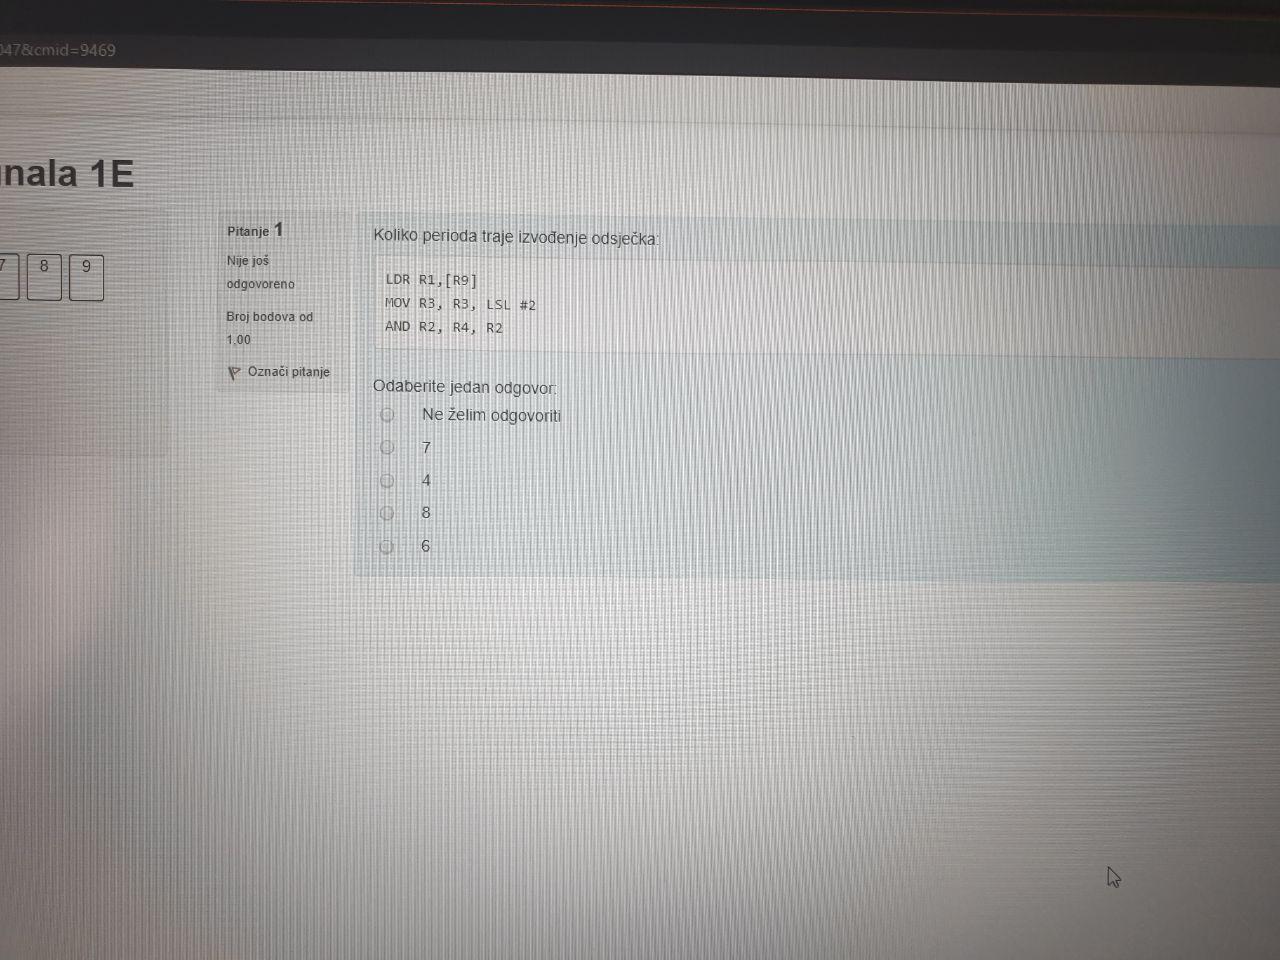 047&cmid=9469
nala 1E
7 8 9
Pitanje 1
Nije još
odgovoreno
Broj bodova od
1,00
Označi pitanje
Koliko perioda traje izvođenje odsječka:
LDR R1,[R9]
MOV R3, R3, LSL #2
AND R2, R4, R2
Odaberite jedan odgovor:
Ne želim odgovoriti
7
4
8
6